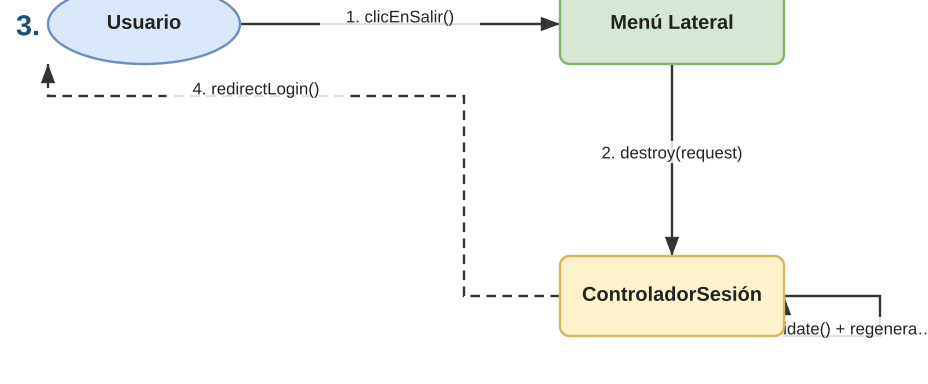 3.
Usuario
1. clicEnSalir()
Menú Lateral
4. redirectLogin()
2. destroy(request)
ControladorSesión
idate() + regenera…